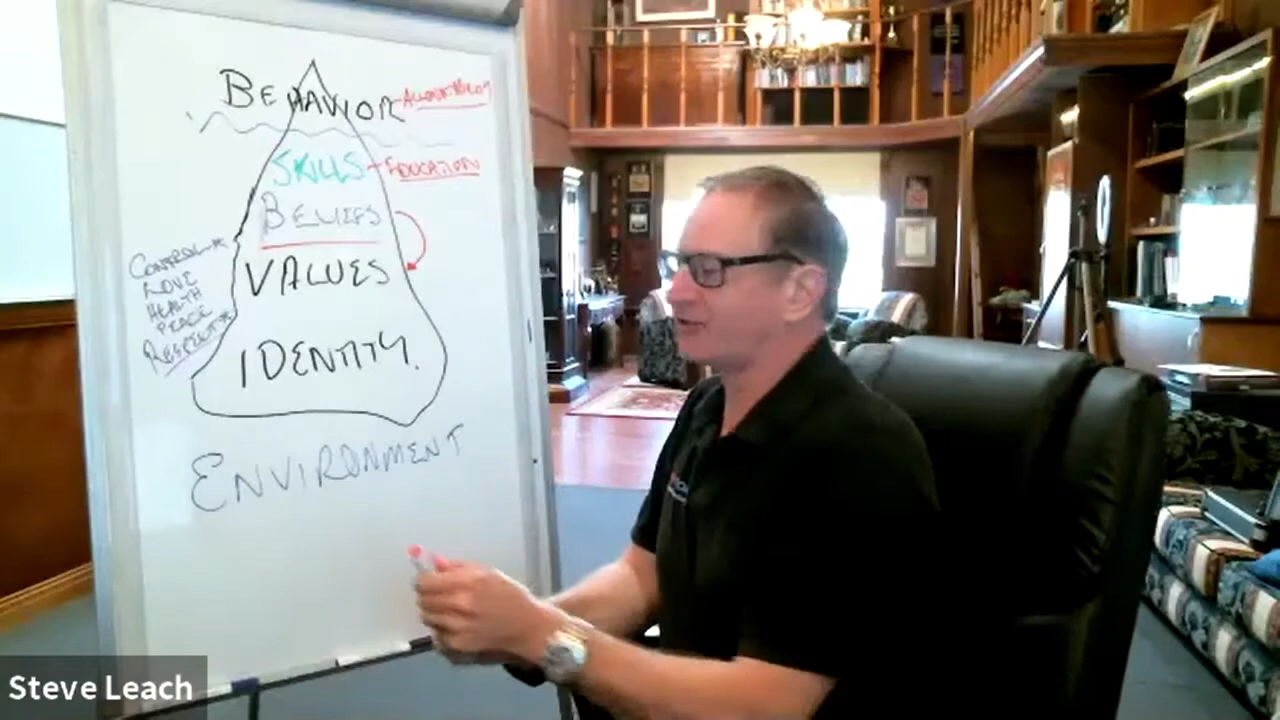 BEHAVIOR - ACCOUNTABILITY
SKILLS - EDUCATION
BELIEFS
VALUES
CONTROL *
LOVE
HEALTH
PEACE
RESPECT *
IDENTITY.
ENVIRONMENT
Steve Leach